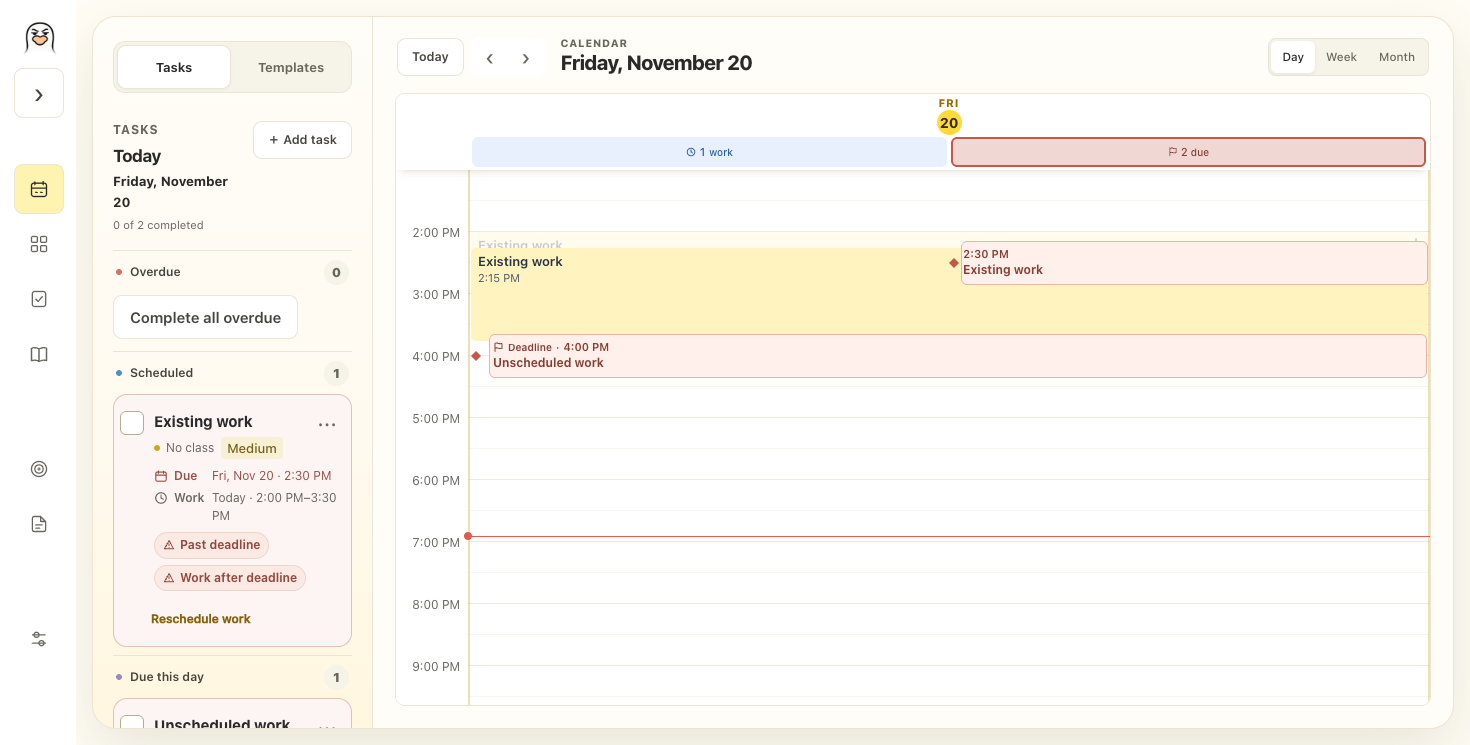 Tasks
Templates
TASKS
+ Add task
Today
Friday, November
20
0 of 2 completed
Overdue
0
Complete all overdue
Scheduled
1
Existing work
...
No class
Medium
Due
Fri, Nov 20 · 2:30 PM
Work
Today · 2:00 PM–3:30
PM
Past deadline
Work after deadline
Reschedule work
Due this day
1
Unscheduled work
Today
CALENDAR
Friday, November 20
Day
Week
Month
FRI
20
1 work
2 due
2:00 PM
3:00 PM
4:00 PM
5:00 PM
6:00 PM
7:00 PM
8:00 PM
9:00 PM
Existing work
Existing work
2:15 PM
2:30 PM
Existing work
Deadline · 4:00 PM
Unscheduled work